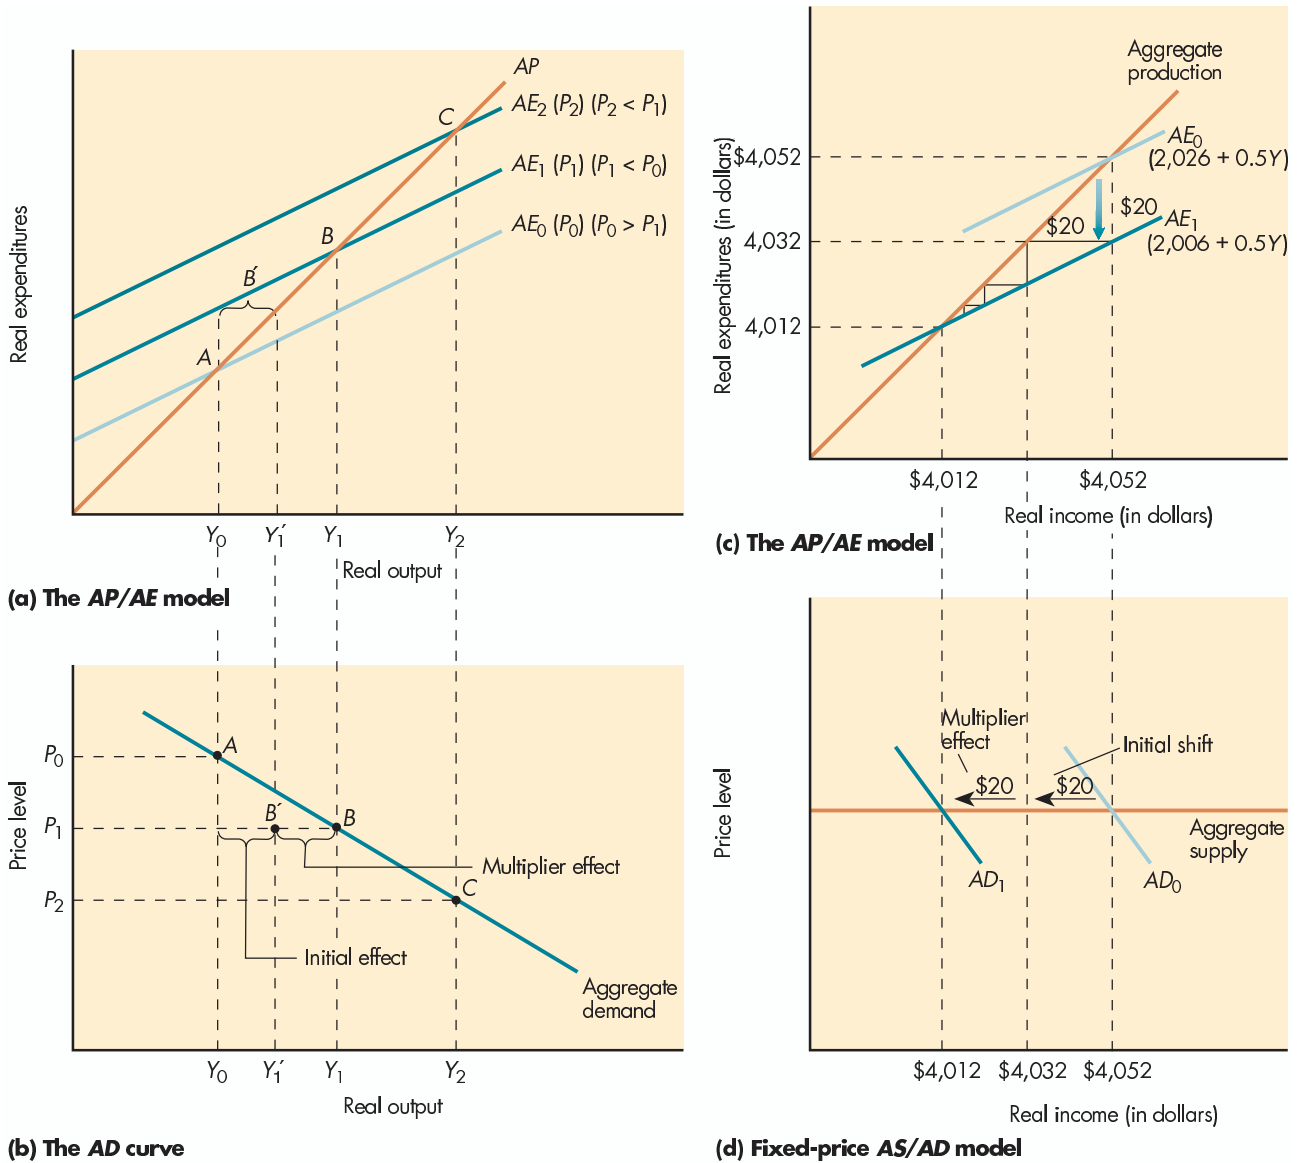 AP
AE₂ (P₂) (P₂ < P₁)
AE₁ (P₁) (P₁ < P₀)
AE₀ (P₀) (P₀ > P₁)
C
B
B′
A
Real expenditures
Y₀
Y₁′
Y₁
Y₂
Real output
(a) The AP/AE model
P₀
P₁
P₂
Price level
A
B′
B
C
Multiplier effect
Initial effect
Aggregate
demand
Y₀
Y₁′
Y₁
Y₂
Real output
(b) The AD curve
Aggregate
production
AE₀
(2,026 + 0.5Y)
$20
$20
AE₁
(2,006 + 0.5Y)
$4,052
4,032
4,012
Real expenditures (in dollars)
$4,012
$4,052
Real income (in dollars)
(c) The AP/AE model
Multiplier
effect
Initial shift
$20
$20
Aggregate
supply
AD₁
AD₀
Price level
$4,012
$4,032
$4,052
Real income (in dollars)
(d) Fixed-price AS/AD model